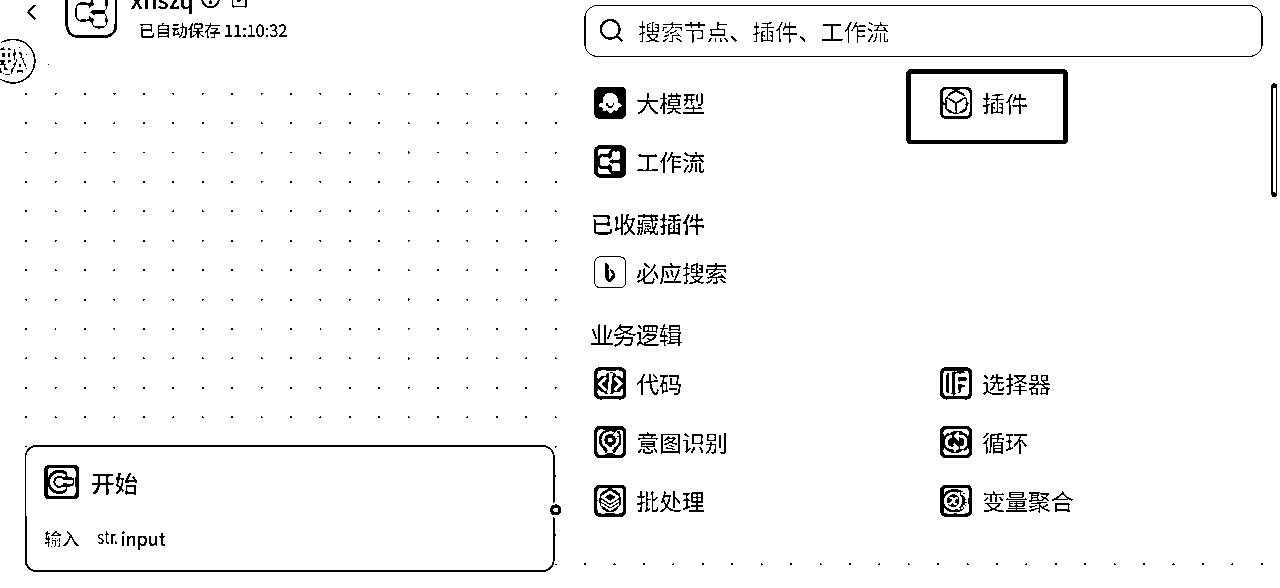 已自动保存 11:10:32
搜索节点、插件、工作流
大模型
插件
工作流
已收藏插件
必应搜索
业务逻辑
代码
选择器
意图识别
循环
批处理
变量聚合
开始
输入 str. input